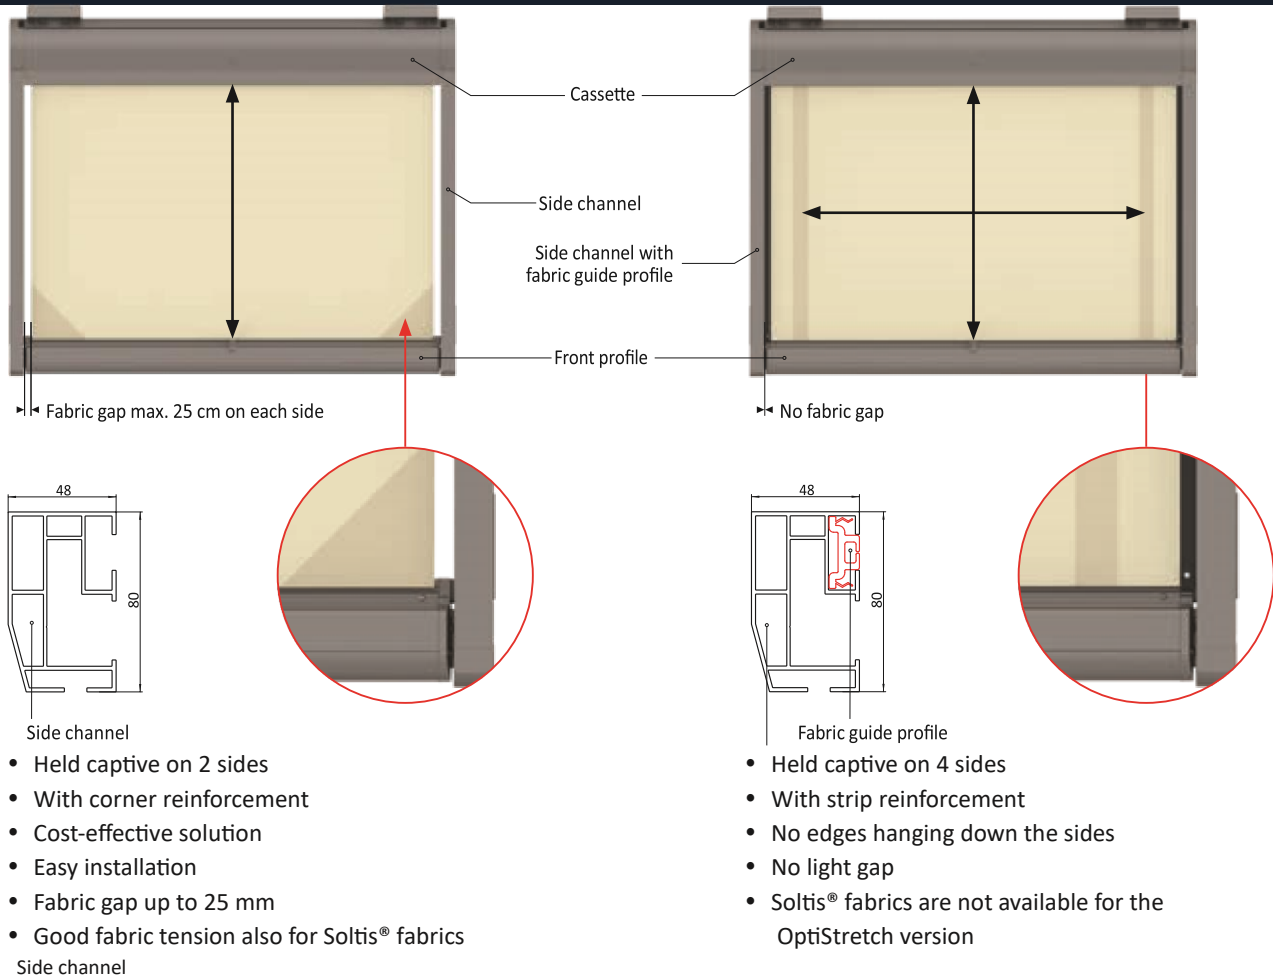 Cassette
Side channel
Side channel with
fabric guide profile
Front profile
Fabric gap max. 25 cm on each side
No fabric gap
48
80
Side channel
48
80
Fabric guide profile
• Held captive on 2 sides
• With corner reinforcement
• Cost-effective solution
• Easy installation
• Fabric gap up to 25 mm
• Good fabric tension also for Soltis® fabrics
Side channel
• Held captive on 4 sides
• With strip reinforcement
• No edges hanging down the sides
• No light gap
• Soltis® fabrics are not available for the
OptiStretch version